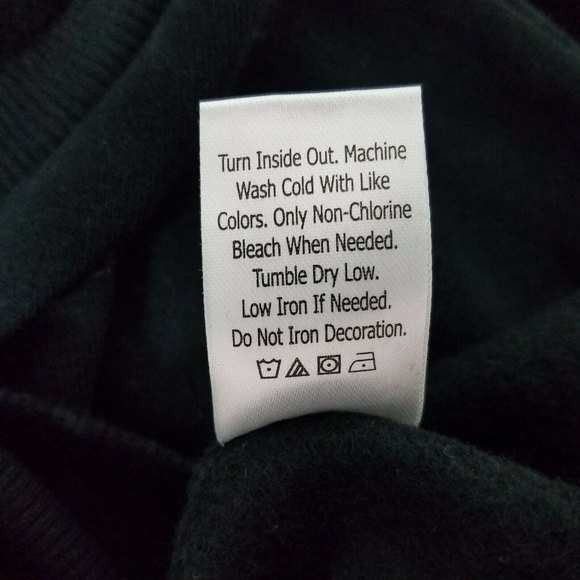 Turn Inside Out. Machine
Wash Cold With Like
Colors. Only Non-Chlorine
Bleach When Needed.
Tumble Dry Low.
Low Iron If Needed.
Do Not Iron Decoration.